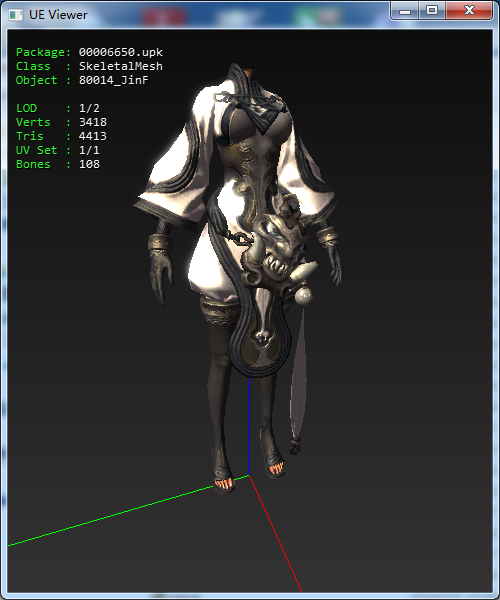 UE Viewer
Package: 00006650.upk
Class : SkeletalMesh
Object : 80014_JinF
LOD : 1/2
Verts : 3418
Tris : 4413
UV Set : 1/1
Bones : 108